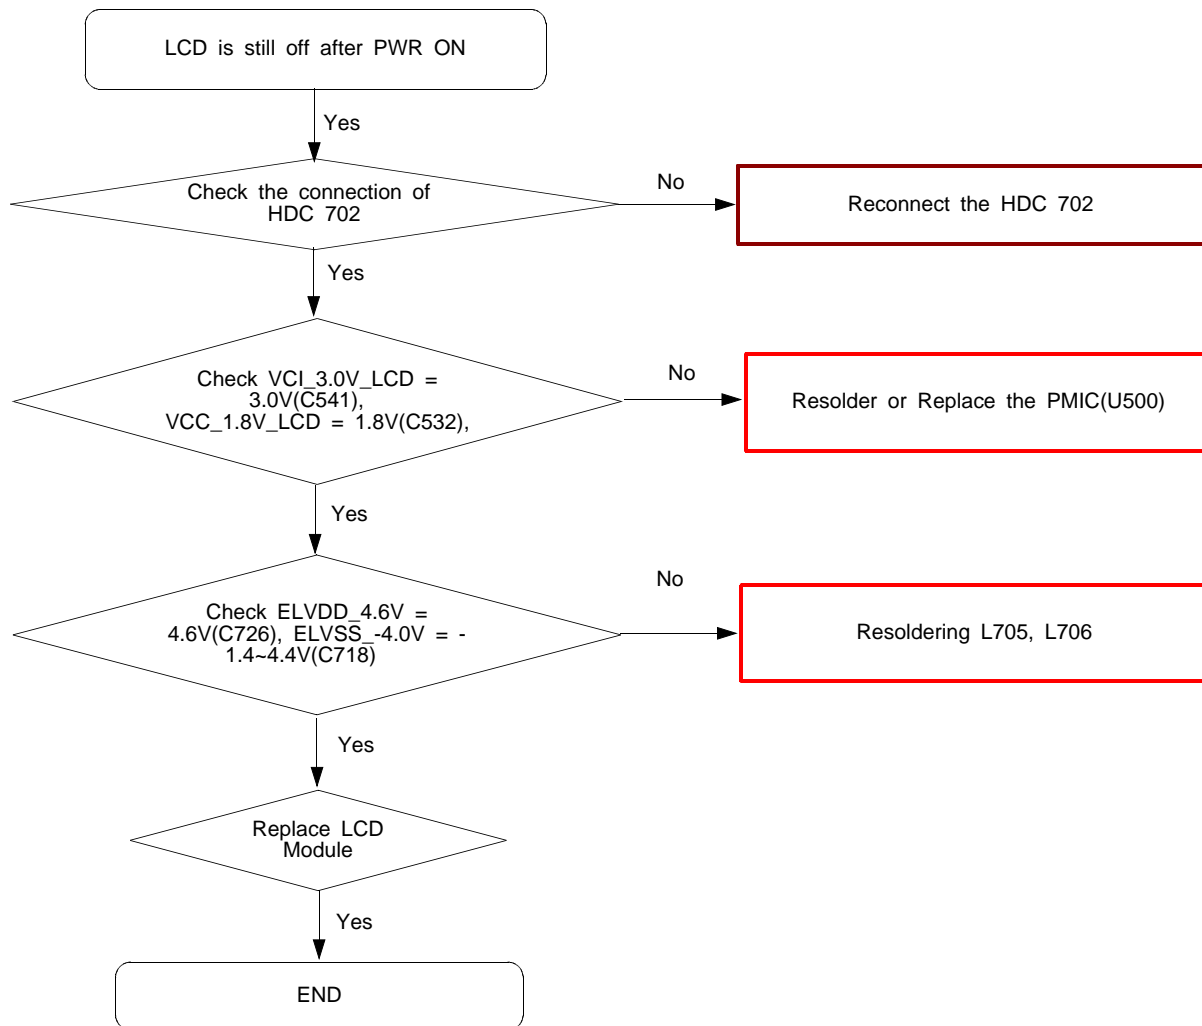 LCD is still off after PWR ON
Yes
Check the connection of
HDC 702
No
Reconnect the HDC 702
Yes
Check VCI_3.0V_LCD =
3.0V(C541),
VCC_1.8V_LCD = 1.8V(C532),
No
Resolder or Replace the PMIC(U500)
Yes
Check ELVDD_4.6V =
4.6V(C726), ELVSS_-4.0V = -
1.4~4.4V(C718)
No
Resoldering L705, L706
Yes
Replace LCD
Module
Yes
END